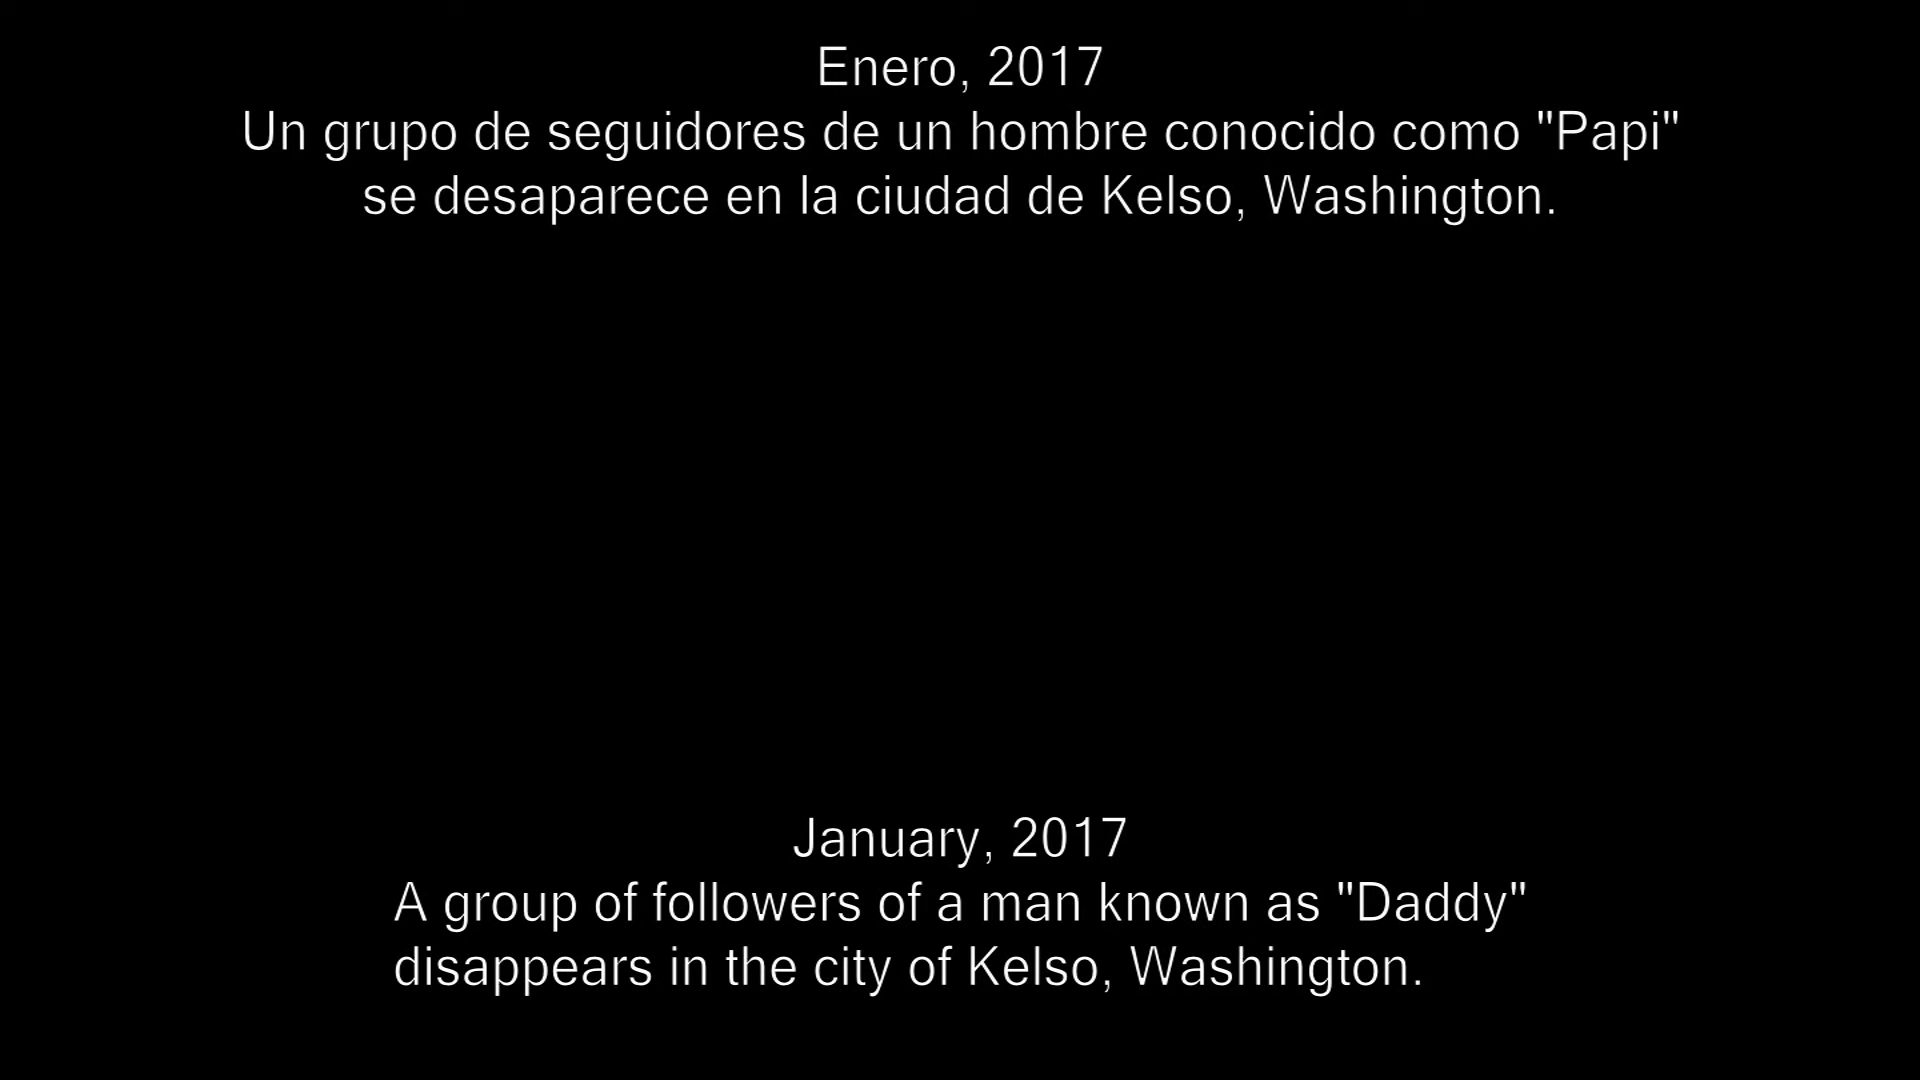 Enero, 2017
Un grupo de seguidores de un hombre conocido como "Papi"
se desaparece en la ciudad de Kelso, Washington.
January, 2017
A group of followers of a man known as "Daddy"
disappears in the city of Kelso, Washington.